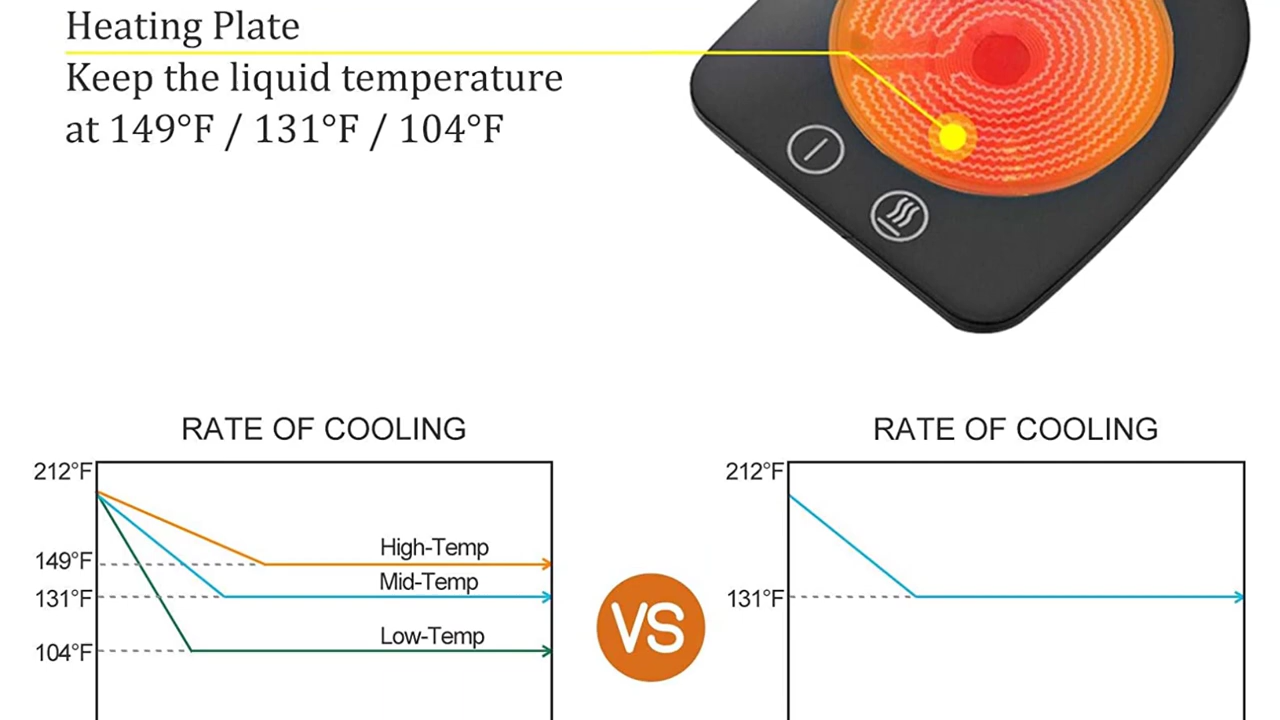 Heating Plate
Keep the liquid temperature
at 149°F / 131°F / 104°F
RATE OF COOLING
212°F
149°F
131°F
104°F
High-Temp
Mid-Temp
Low-Temp
VS
RATE OF COOLING
212°F
131°F